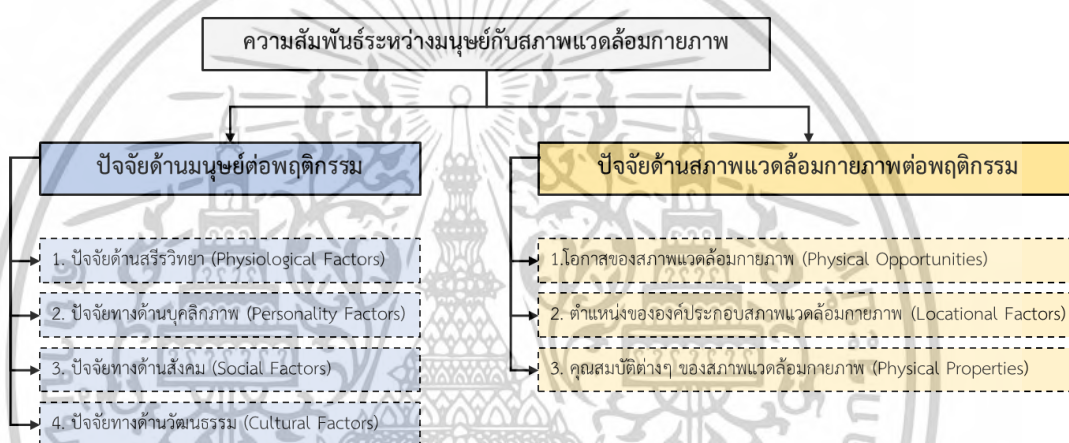 ความสัมพันธ์ระหว่างมนุษย์กับสภาพแวดล้อมกายภาพ
ปัจจัยด้านมนุษย์ต่อพฤติกรรม
1. ปัจจัยด้านสรีรวิทยา (Physiological Factors)
2. ปัจจัยทางด้านบุคลิกภาพ (Personality Factors)
3. ปัจจัยทางด้านสังคม (Social Factors)
4. ปัจจัยทางด้านวัฒนธรรม (Cultural Factors)
ปัจจัยด้านสภาพแวดล้อมกายภาพต่อพฤติกรรม
1.โอกาสของสภาพแวดล้อมกายภาพ (Physical Opportunities)
2. ตำแหน่งขององค์ประกอบสภาพแวดล้อมกายภาพ (Locational Factors)
3. คุณสมบัติต่างๆ ของสภาพแวดล้อมกายภาพ (Physical Properties)